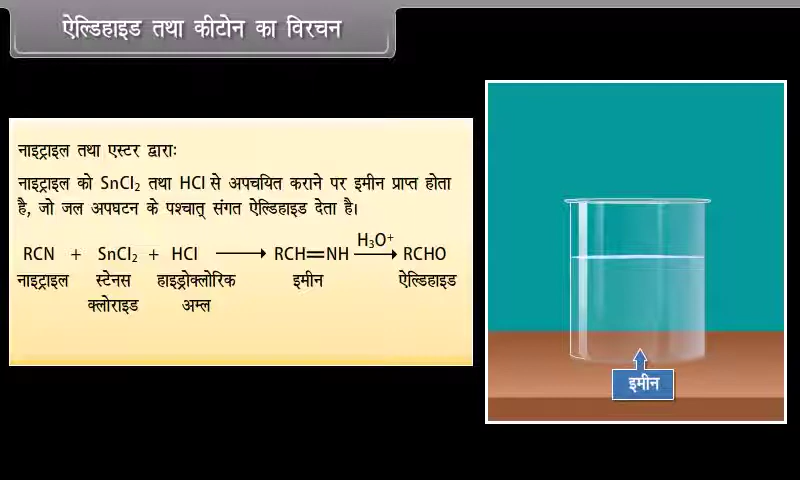 ऐल्डिहाइड तथा कीटोन का विरचन
नाइट्राइल तथा एस्टर द्वाराः
नाइट्राइल को SnCl₂ तथा HCl से अपचयित कराने पर इमीन प्राप्त होता
है, जो जल अपघटन के पश्चात् संगत ऐल्डिहाइड देता है।
RCN + SnCl₂ + HCl ⟶ RCH=NH H₃O⁺⟶ RCHO
नाइट्राइल स्टेनस हाइड्रोक्लोरिक इमीन ऐल्डिहाइड
क्लोराइड अम्ल
इमीन